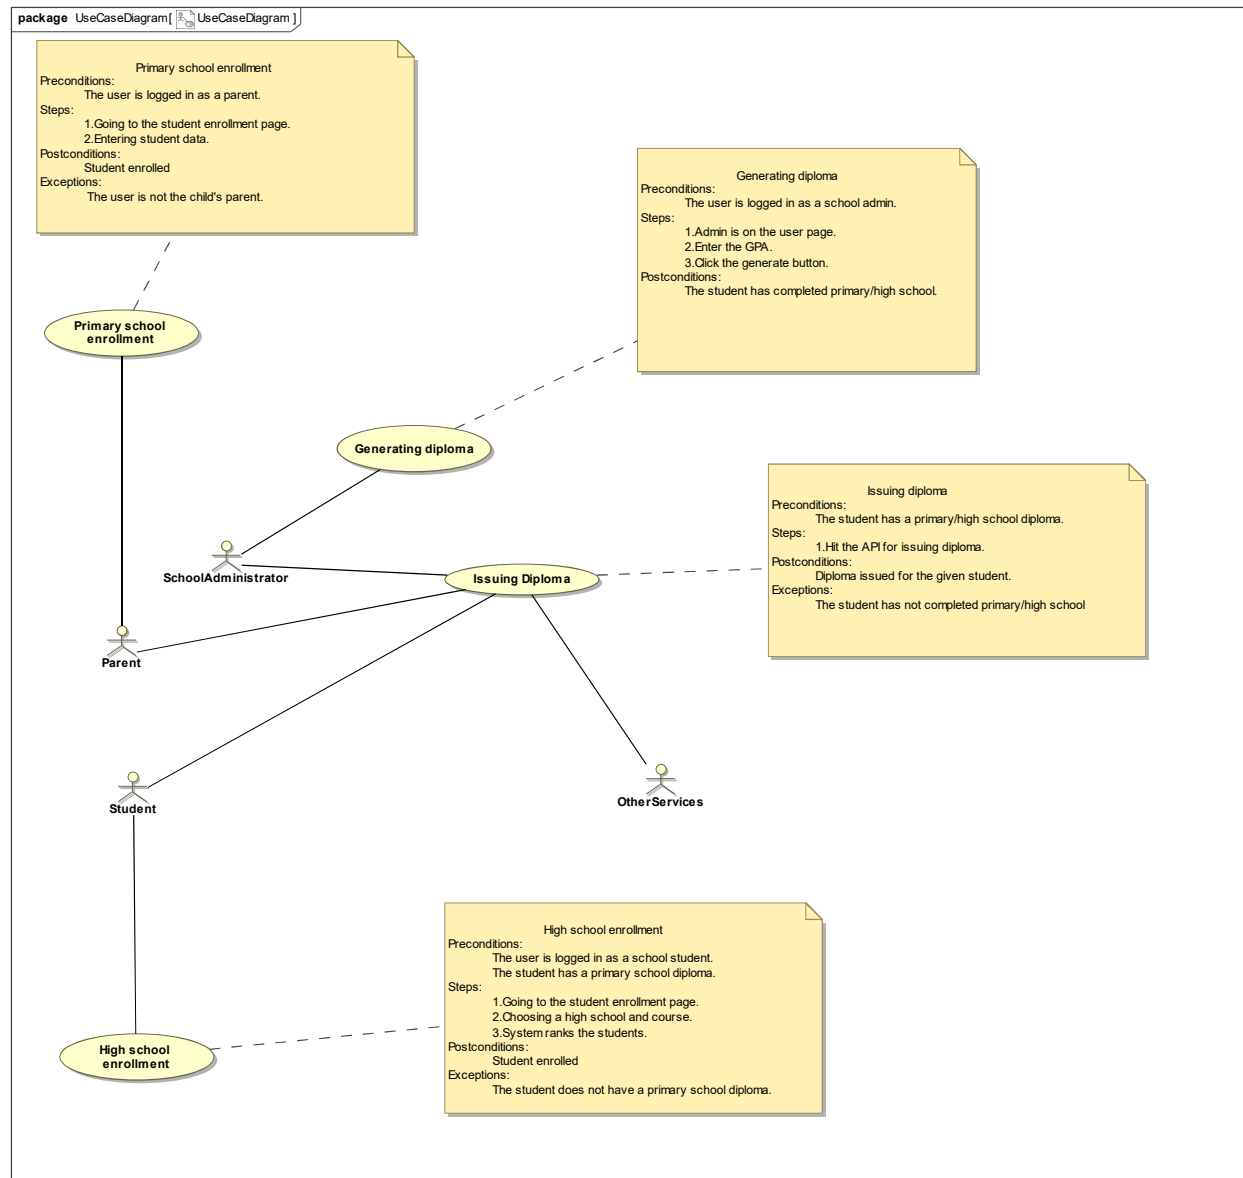 package UseCaseDiagram[ UseCaseDiagram ]
Primary school enrollment
Preconditions:
The user is logged in as a parent.
Steps:
1.Going to the student enrollment page.
2.Entering student data.
Postconditions:
Student enrolled
Exceptions:
The user is not the child's parent.
Generating diploma
Preconditions:
The user is logged in as a school admin.
Steps:
1.Admin is on the user page.
2.Enter the GPA.
3.Click the generate button.
Postconditions:
The student has completed primary/high school.
Primary school
enrollment
Generating diploma
Issuing diploma
Preconditions:
The student has a primary/high school diploma.
Steps:
1.Hit the API for issuing diploma.
Postconditions:
Diploma issued for the given student.
Exceptions:
The student has not completed primary/high school
SchoolAdministrator
Issuing Diploma
Parent
Student
OtherServices
High school enrollment
Preconditions:
The user is logged in as a school student.
The student has a primary school diploma.
Steps:
1.Going to the student enrollment page.
2.Choosing a high school and course.
3.System ranks the students.
Postconditions:
Student enrolled
Exceptions:
The student does not have a primary school diploma.
High school
enrollment